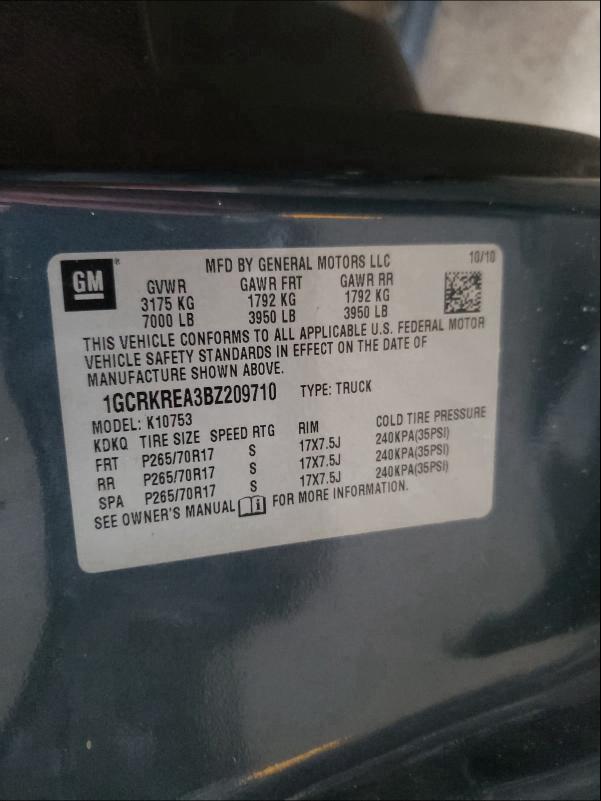 GM ®
MFD BY GENERAL MOTORS LLC 10/10
GVWR GAWR FRT GAWR RR
3175 KG 1792 KG 1792 KG
7000 LB 3950 LB 3950 LB
THIS VEHICLE CONFORMS TO ALL APPLICABLE U.S. FEDERAL MOTOR
VEHICLE SAFETY STANDARDS IN EFFECT ON THE DATE OF
MANUFACTURE SHOWN ABOVE.
1GCRKREA3BZ209710 TYPE: TRUCK
MODEL: K10753
KDKQ TIRE SIZE SPEED RTG RIM COLD TIRE PRESSURE
FRT P265/70R17 S 17X7.5J 240KPA(35PSI)
RR P265/70R17 S 17X7.5J 240KPA(35PSI)
SPA P265/70R17 S 17X7.5J 240KPA(35PSI)
SEE OWNER'S MANUAL i FOR MORE INFORMATION.